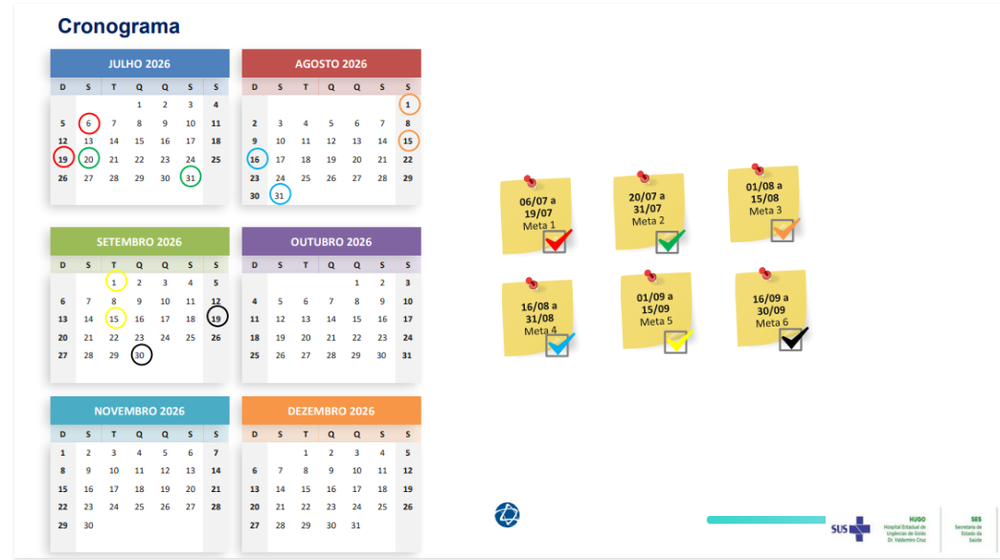 Cronograma
JULHO 2026
D S T Q Q S S
1 2 3 4
5 6 7 8 9 10 11
12 13 14 15 16 17 18
19 20 21 22 23 24 25
26 27 28 29 30 31
AGOSTO 2026
D S T Q Q S S
1
2 3 4 5 6 7 8
9 10 11 12 13 14 15
16 17 18 19 20 21 22
23 24 25 26 27 28 29
30 31
SETEMBRO 2026
D S T Q Q S S
1 2 3 4 5
6 7 8 9 10 11 12
13 14 15 16 17 18 19
20 21 22 23 24 25 26
27 28 29 30
OUTUBRO 2026
D S T Q Q S S
1 2 3
4 5 6 7 8 9 10
11 12 13 14 15 16 17
18 19 20 21 22 23 24
25 26 27 28 29 30 31
NOVEMBRO 2026
D S T Q Q S S
1 2 3 4 5 6 7
8 9 10 11 12 13 14
15 16 17 18 19 20 21
22 23 24 25 26 27 28
29 30
DEZEMBRO 2026
D S T Q Q S S
1 2 3 4 5
6 7 8 9 10 11 12
13 14 15 16 17 18 19
20 21 22 23 24 25 26
27 28 29 30 31
06/07 a
19/07
Meta 1
20/07 a
31/07
Meta 2
01/08 a
15/08
Meta 3
16/08 a
31/08
Meta 4
01/09 a
15/09
Meta 5
16/09 a
30/09
Meta 6
SUS
HUGO
Hospital Estadual de
Urgências de Goiás
Dr. Valdemiro Cruz
SES
Secretaria de
Estado da
Saúde